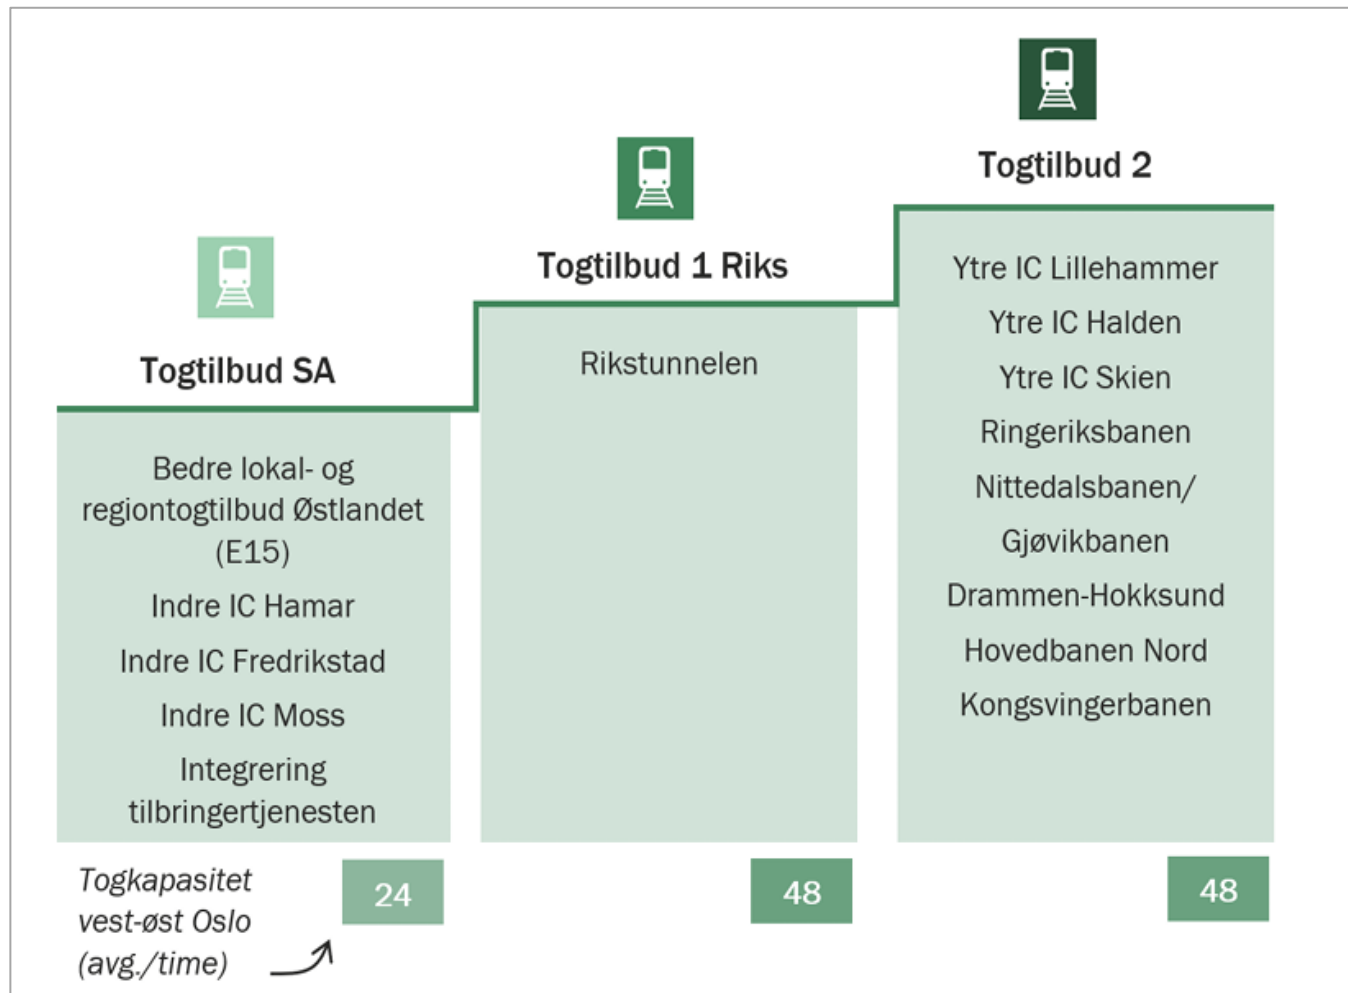 Togtilbud SA
Bedre lokal- og
regiontogtilbud Østlandet
(E15)
Indre IC Hamar
Indre IC Fredrikstad
Indre IC Moss
Integrering
tilbringertjenesten
Togtilbud 1 Riks
Rikstunnelen
Togtilbud 2
Ytre IC Lillehammer
Ytre IC Halden
Ytre IC Skien
Ringeriksbanen
Nittedalsbanen/
Gjøvikbanen
Drammen-Hokksund
Hovedbanen Nord
Kongsvingerbanen
Togkapasitet
vest-øst Oslo
(avg./time)
24
48
48